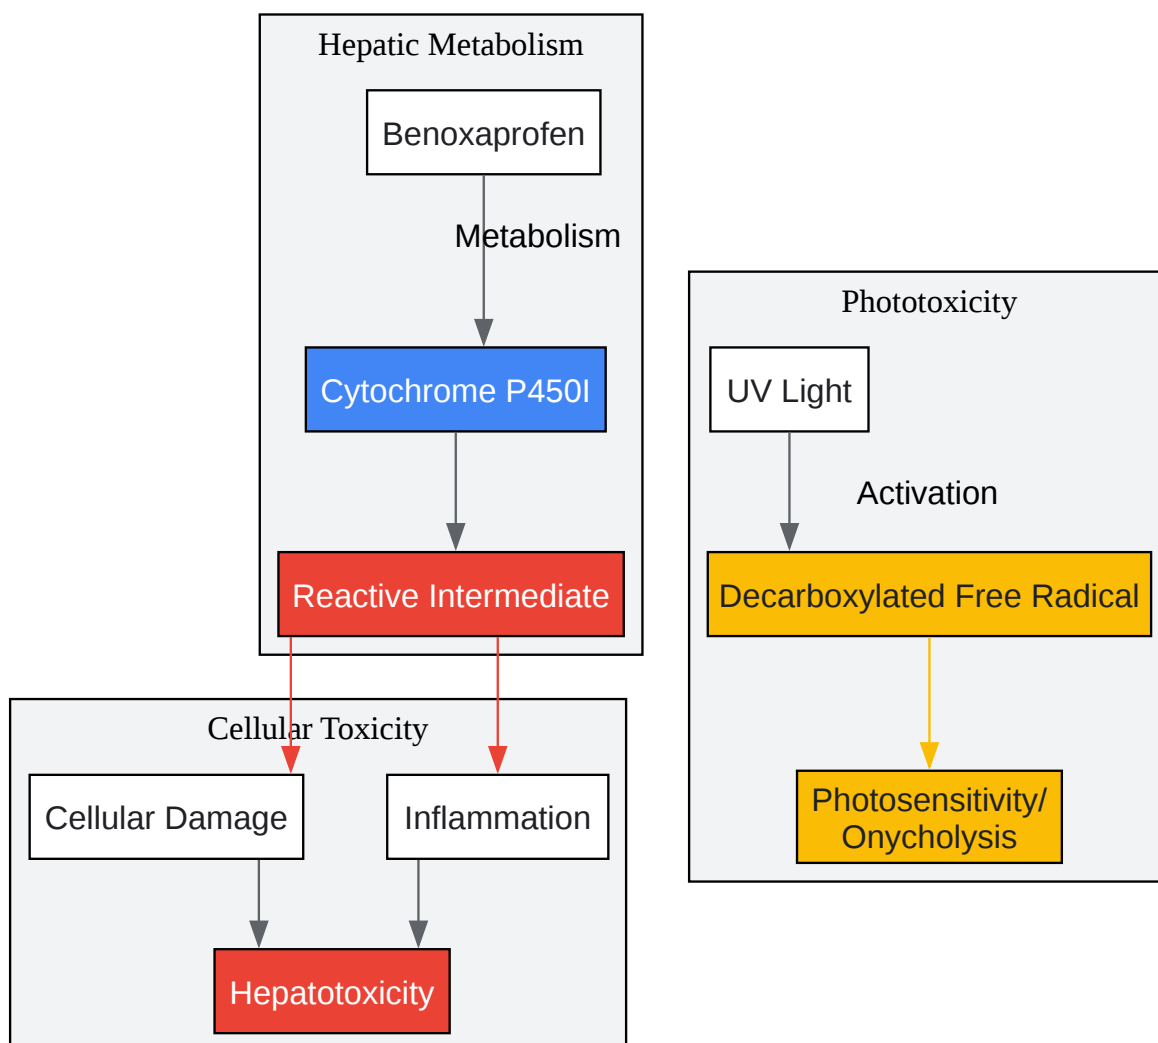 Hepatic Metabolism
Benoxaprofen
Metabolism
Cytochrome P450I
Reactive Intermediate
Cellular Toxicity
Cellular Damage
Inflammation
Hepatotoxicity
Phototoxicity
UV Light
Activation
Decarboxylated Free Radical
Photosensitivity/
Onycholysis